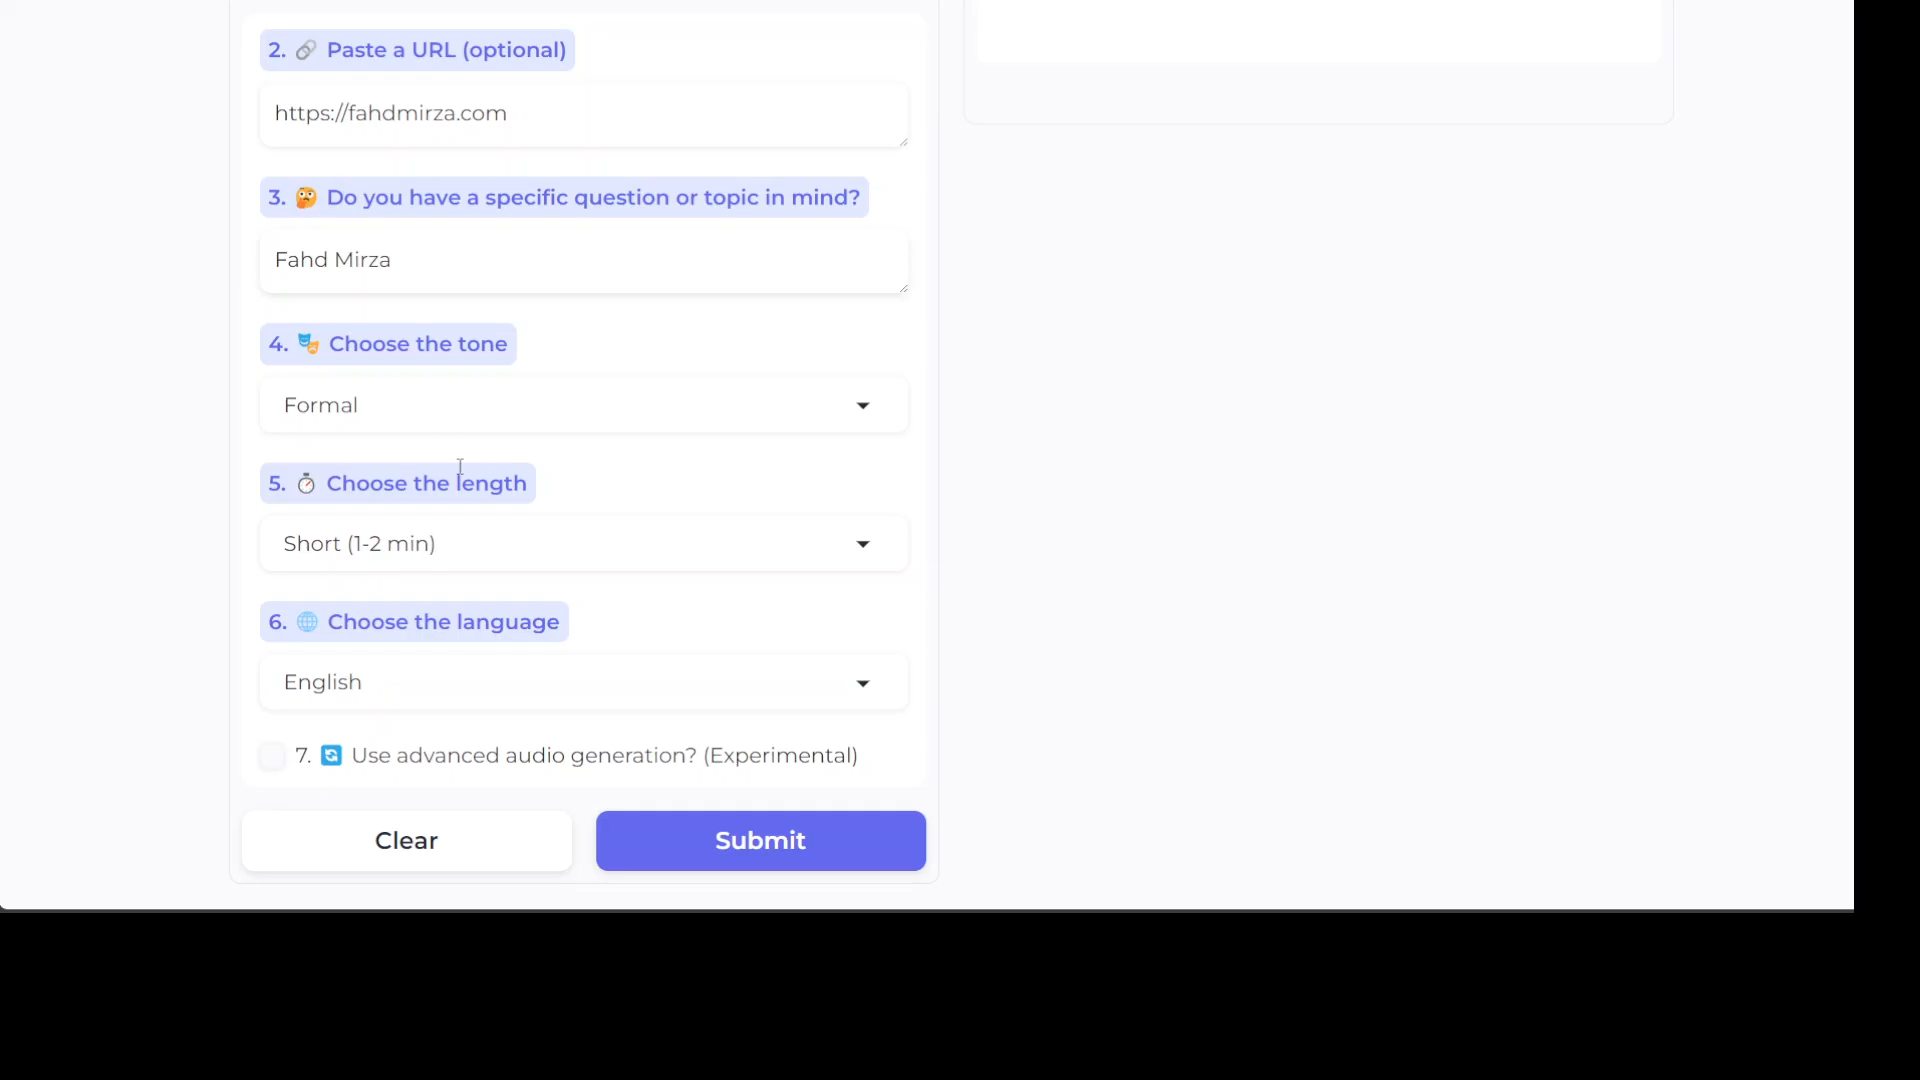 2. 🔗 Paste a URL (optional)
https://fahdmirza.com
3. 🤔 Do you have a specific question or topic in mind?
Fahd Mirza
4. 🎭 Choose the tone
Formal
5. ⏱ Choose the length
Short (1-2 min)
6. 🌐 Choose the language
English
7. 🔄 Use advanced audio generation? (Experimental)
Clear
Submit